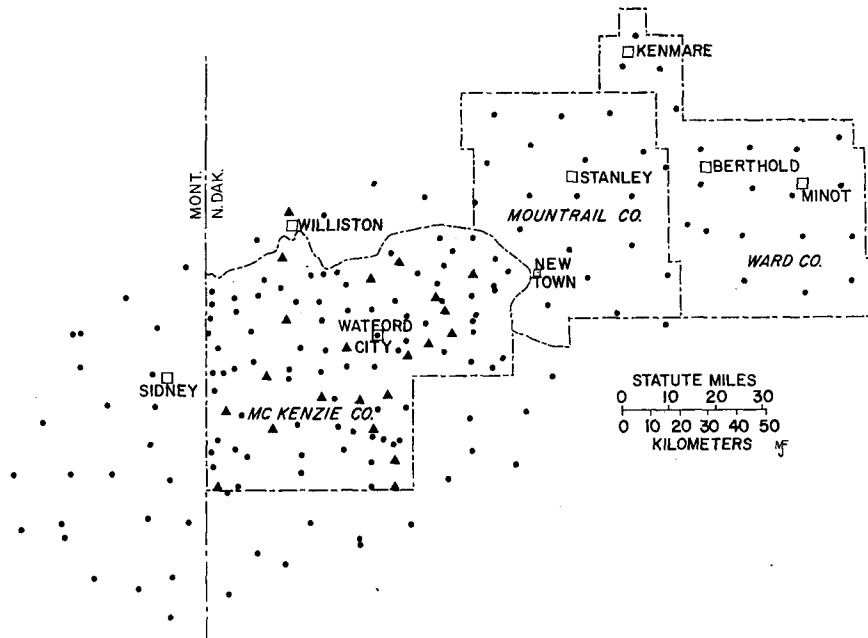 KENMARE
BERTHOLD
STANLEY
MINOT
MONT.
N. DAK.
WILLISTON
MOUNTRAIL CO.
NEW
TOWN
WARD CO.
WATFORD
CITY
SIDNEY
MC KENZIE CO.
STATUTE MILES
0 10 20 30
0 10 20 30 40 50
KILOMETERS